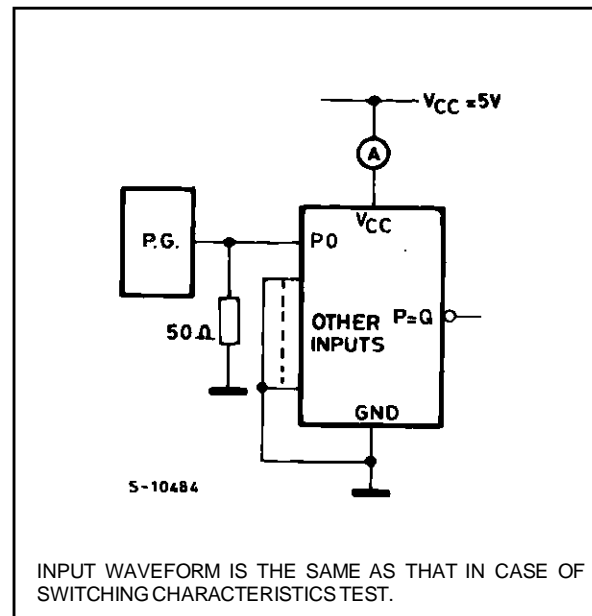 VCC =5V
A
VCC
P.G.
P0
50Ω
OTHER
INPUTS
P=Q
GND
S-10484
INPUT WAVEFORM IS THE SAME AS THAT IN CASE OF
SWITCHING CHARACTERISTICS TEST.